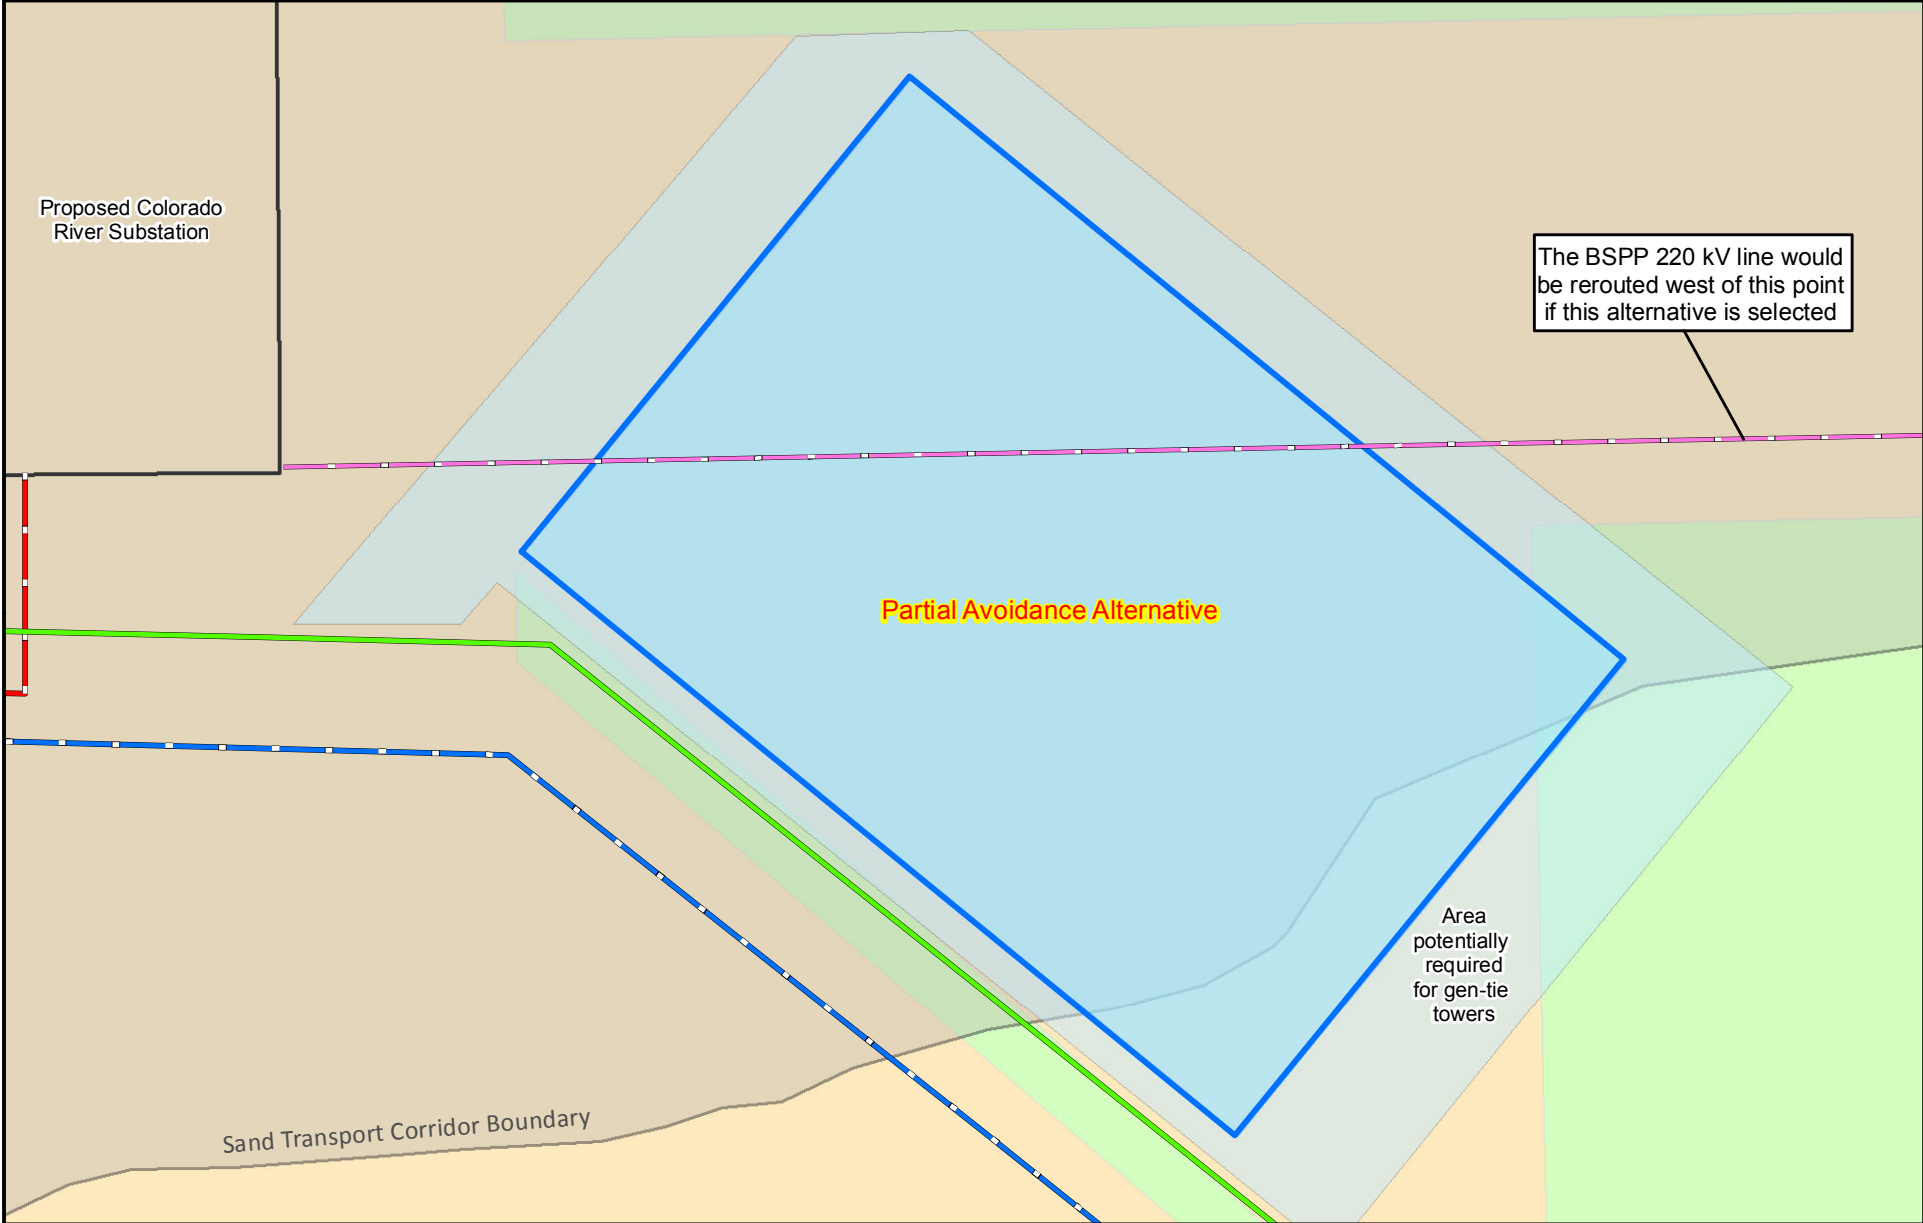 Proposed Colorado
River Substation
The BSPP 220 kV line would
be rerouted west of this point
if this alternative is selected
Partial Avoidance Alternative
Area
potentially
required
for gen-tie
towers
Sand Transport Corridor Boundary